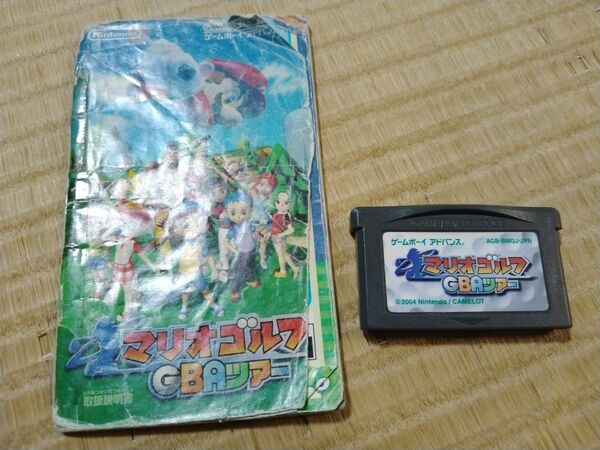 Nintendo
ゲームボーイアドバンス
マリオゴルフ
GBAツアー
取扱説明書
ゲームボーイ アドバンス
AGB-BMGJ-JPN
マリオゴルフ
GBAツアー
©2004 Nintendo / CAMELOT